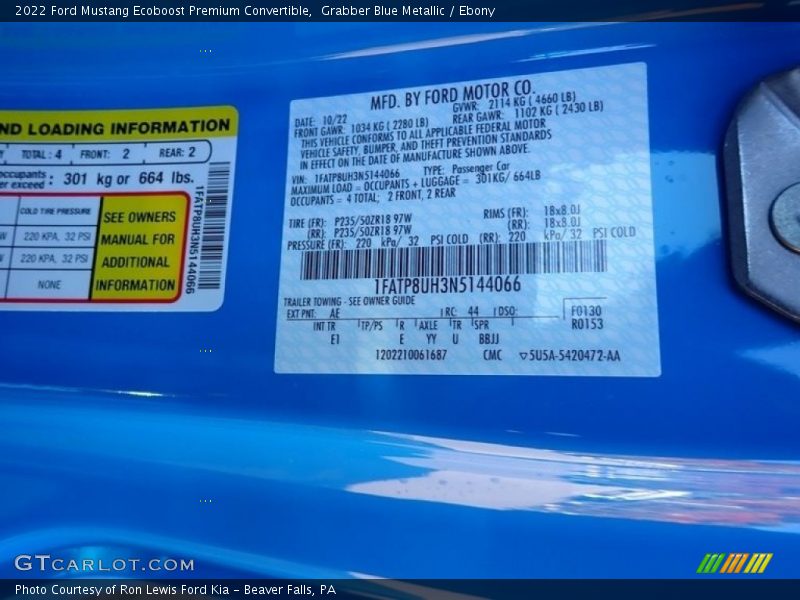 2022 Ford Mustang Ecoboost Premium Convertible,  Grabber Blue Metallic / Ebony
ND LOADING INFORMATION
TOTAL: 4 FRONT: 2 REAR: 2
occupants
exceed : 301 kg or 664 lbs.
COLD TIRE PRESSURE
220 KPA, 32 PSI
220 KPA, 32 PSI
NONE
SEE OWNERS
MANUAL FOR
ADDITIONAL
INFORMATION
1FATP8UH3N5144066
MFD. BY FORD MOTOR CO.
DATE: 10/22 GVWR: 2114 KG ( 4660 LB)
FRONT GAWR: 1034 KG ( 2280 LB) REAR GAWR: 1102 KG ( 2430 LB)
THIS VEHICLE CONFORMS TO ALL APPLICABLE FEDERAL MOTOR
VEHICLE SAFETY, BUMPER, AND THEFT PREVENTION STANDARDS
IN EFFECT ON THE DATE OF MANUFACTURE SHOWN ABOVE.
VIN: 1FATP8UH3N5144066 TYPE: Passenger Car
MAXIMUM LOAD = OCCUPANTS + LUGGAGE = 301KG/ 664LB
OCCUPANTS = 4 TOTAL; 2 FRONT, 2 REAR
TIRE (FR): P235/50ZR18 97W RIMS (FR): 18x8.0J
(RR): P235/50ZR18 97W (RR): 18x8.0J
PRESSURE (FR): 220 kPa/ 32 PSI COLD (RR): 220 kPa/ 32 PSI COLD
1FATP8UH3N5144066
TRAILER TOWING - SEE OWNER GUIDE
EXT PNT: AE RC: 44 DSO: F0130
INT TR TP/PS R AXLE TR SPR R0153
E1 E YY U BBJJ
1202210061687 CMC ▽5U5A-5420472-AA
GTCARLOT.COM
Photo Courtesy of Ron Lewis Ford Kia - Beaver Falls, PA